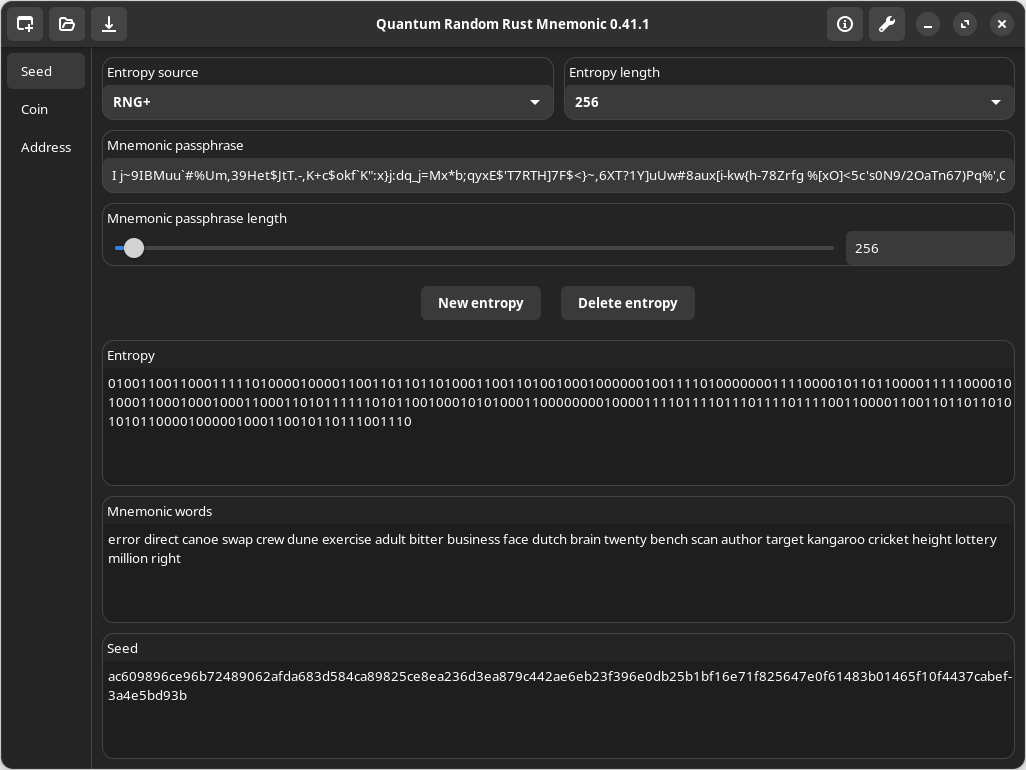 Quantum Random Rust Mnemonic 0.41.1
Seed
Coin
Address
Entropy source
RNG+
Entropy length
256
Mnemonic passphrase
I j~9IBMuu`#%Um,39Het$JtT.-,K+c$okf`K":x}j:dq_j=Mx*b;qyxE$'T7RTH]7F$<}~,6XT?1Y]uUw#8aux[i-kw{h-78Zrfg %[xO]<5c's0N9/2OaTn67)Pq%',
Mnemonic passphrase length
256
New entropy
Delete entropy
Entropy
Mnemonic words
error direct canoe swap crew dune exercise adult bitter business face dutch brain twenty bench scan author target kangaroo cricket height lottery
million right
Seed
ac609896ce96b72489062afda683d584ca89825ce8ea236d3ea879c442ae6eb23f396e0db25b1bf16e71f825647e0f61483b01465f10f4437cabef-
3a4e5bd93b